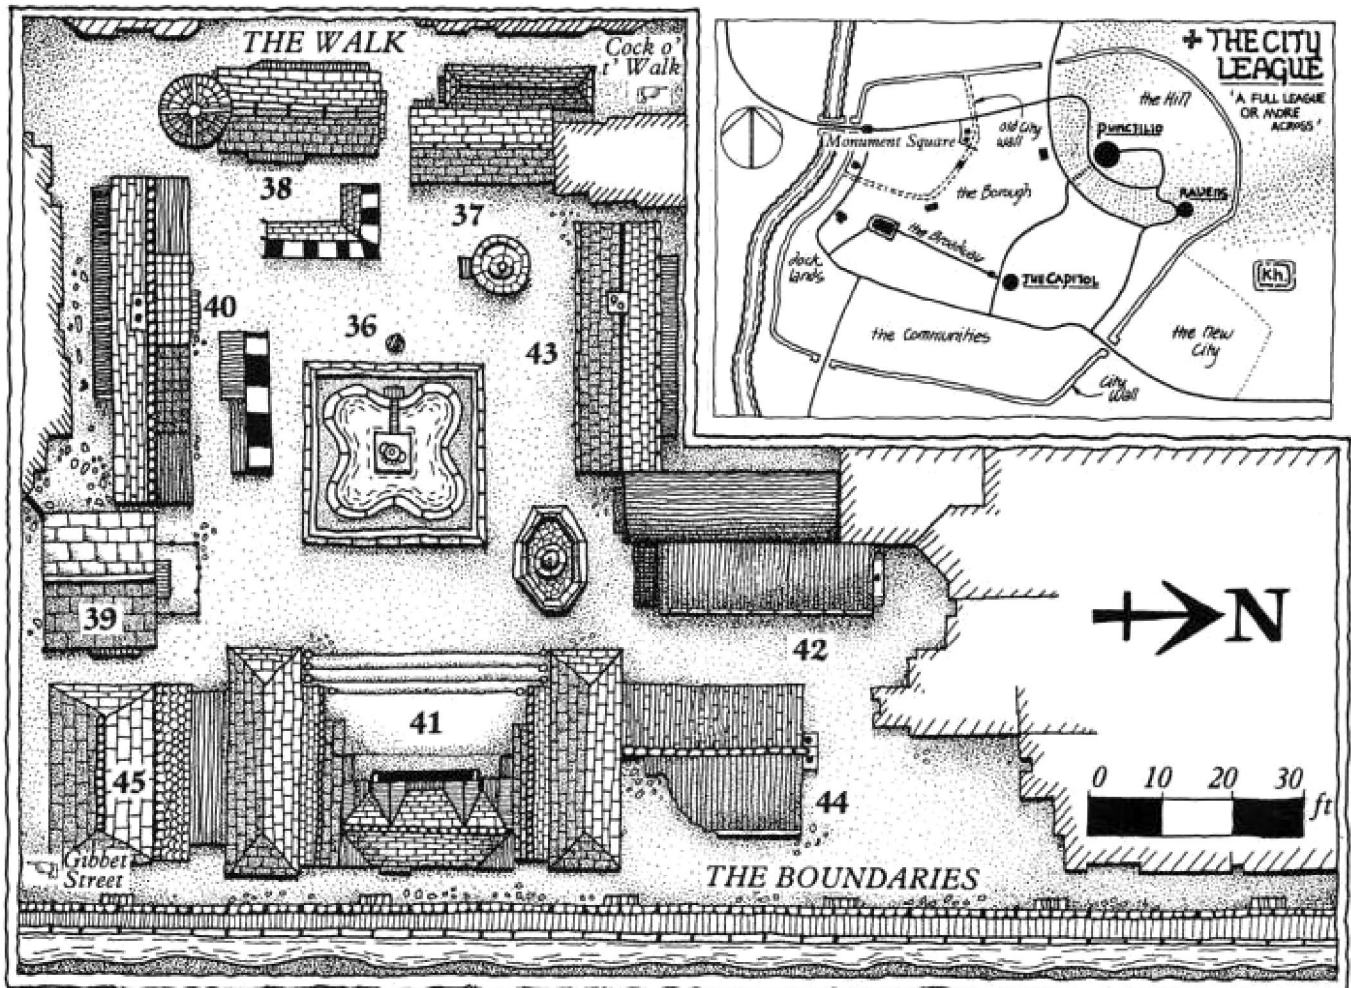 THE WALK
Cock o'
t' Walk
38
37
40
36
43
39
42
41
45
44
Gibbet
Street
THE BOUNDARIES
N
0 10 20 30
ft
THE CITY
LEAGUE
'A FULL LEAGUE
OR MORE
ACROSS'
the Hill
PUNCTILIO
old City
wall
Monument Square
the Borough
RAVENS
the Broadway
dock
lands
THE CAPITOL
Kh.
the Communities
the New
City
City
Wall